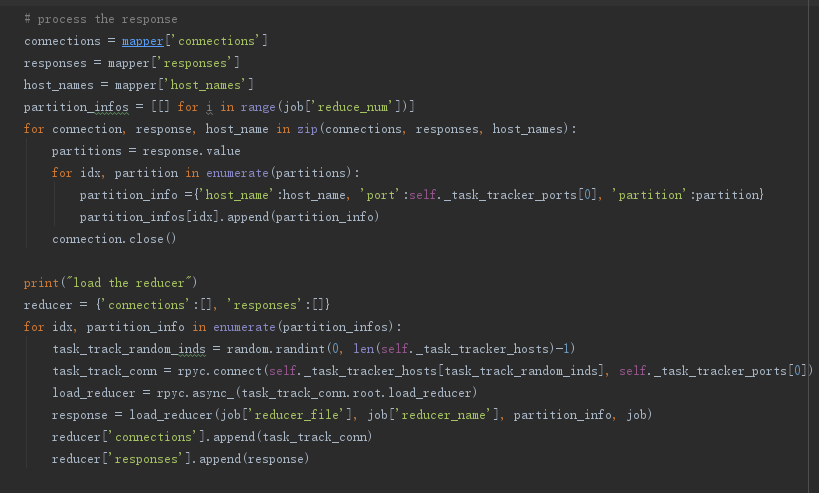 # process the response
connections = mapper['connections']
responses = mapper['responses']
host_names = mapper['host_names']
partition_infos = [[] for i in range(job['reduce_num'])]
for connection, response, host_name in zip(connections, responses, host_names):
    partitions = response.value
    for idx, partition in enumerate(partitions):
        partition_info ={'host_name':host_name, 'port':self._task_tracker_ports[0], 'partition':partition}
        partition_infos[idx].append(partition_info)
    connection.close()

print("load the reducer")
reducer = {'connections':[], 'responses':[]}
for idx, partition_info in enumerate(partition_infos):
    task_track_random_inds = random.randint(0, len(self._task_tracker_hosts)-1)
    task_track_conn = rpyc.connect(self._task_tracker_hosts[task_track_random_inds], self._task_tracker_ports[0])
    load_reducer = rpyc.async_(task_track_conn.root.load_reducer)
    response = load_reducer(job['reducer_file'], job['reducer_name'], partition_info, job)
    reducer['connections'].append(task_track_conn)
    reducer['responses'].append(response)